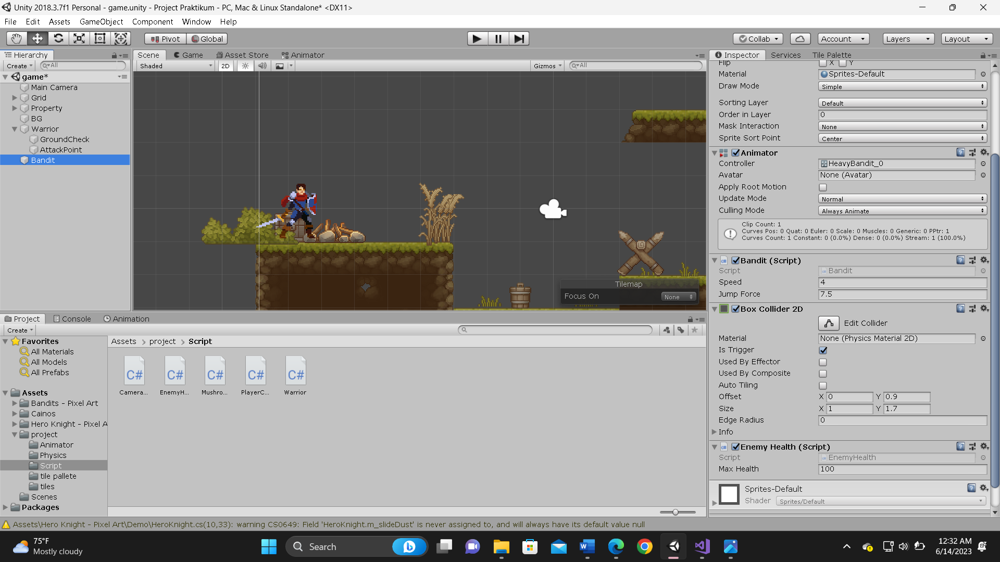 Unity 2018.3.7f1 Personal - game.unity - Project Praktikum - PC, Mac & Linux Standalone* <DX11>
File Edit Assets GameObject Component Window Help
Pivot Global Collab Account Layers Layout
Hierarchy
Create All
game*
Main Camera
Grid
Property
BG
Warrior
GroundCheck
AttackPoint
Bandit
Scene Game Asset Store Animator
Shaded 2D Gizmos All
Tilemap
Focus On None
Inspector Services Tile Palette
Flip X Y
Material Sprites-Default
Draw Mode Simple
Sorting Layer Default
Order in Layer 0
Mask Interaction None
Sprite Sort Point Center
Animator
Controller HeavyBandit_0
Avatar None (Avatar)
Apply Root Motion
Update Mode Normal
Culling Mode Always Animate
Clip Count: 1
Curves Pos: 0 Quat: 0 Euler: 0 Scale: 0 Muscles: 0 Generic: 0 PPtr: 1
Curves Count: 1 Constant: 0 (0.0%) Dense: 0 (0.0%) Stream: 1 (100.0%)
Bandit (Script)
Script Bandit
Speed 4
Jump Force 7.5
Box Collider 2D
Edit Collider
Material None (Physics Material 2D)
Is Trigger
Used By Effector
Used By Composite
Auto Tiling
Offset X 0 Y 0.9
Size X 1 Y 1.7
Edge Radius 0
Info
Enemy Health (Script)
Script EnemyHealth
Max Health 100
Sprites-Default
Shader Sprites/Default
Project Console Animation
Create
Favorites
All Materials
All Models
All Prefabs
Assets
Bandits - Pixel Art
Cainos
Hero Knight - Pixel A
project
Animator
Physics
Script
tile pallete
tiles
Scenes
Packages
Assets > project > Script
C# C# C# C# C#
Camera... EnemyH... Mushro... PlayerC... Warrior
Assets\Hero Knight - Pixel Art\Demo\HeroKnight.cs(10,33): warning CS0649: Field 'HeroKnight.m_slideDust' is never assigned to, and will always have its default value null
75°F
Mostly cloudy
Search
12:32 AM
6/14/2023